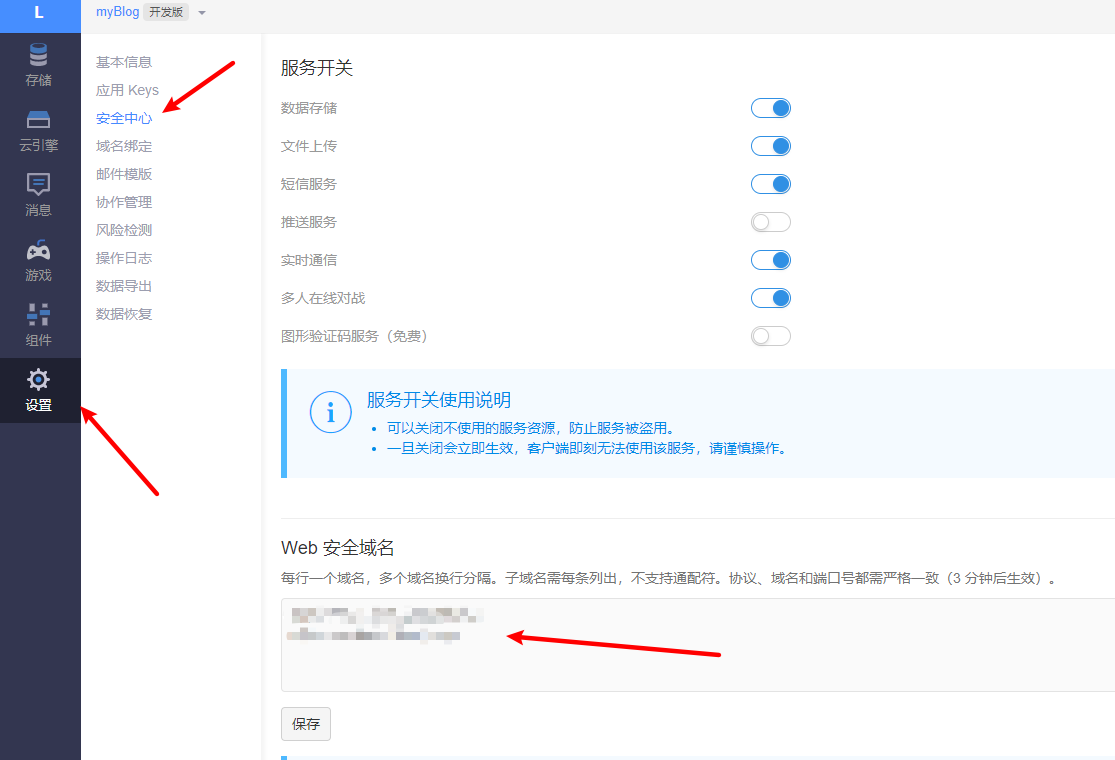 L
myBlog 开发版
存储
云引擎
消息
游戏
组件
设置
基本信息
应用 Keys
安全中心
域名绑定
邮件模版
协作管理
风险检测
操作日志
数据导出
数据恢复
服务开关
数据存储
文件上传
短信服务
推送服务
实时通信
多人在线对战
图形验证码服务（免费）
服务开关使用说明
可以关闭不使用的服务资源，防止服务被盗用。
一旦关闭会立即生效，客户端即刻无法使用该服务，请谨慎操作。
Web 安全域名
每行一个域名，多个域名换行分隔。子域名需每条列出，不支持通配符。协议、域名和端口号都需严格一致（3 分钟后生效）。
保存